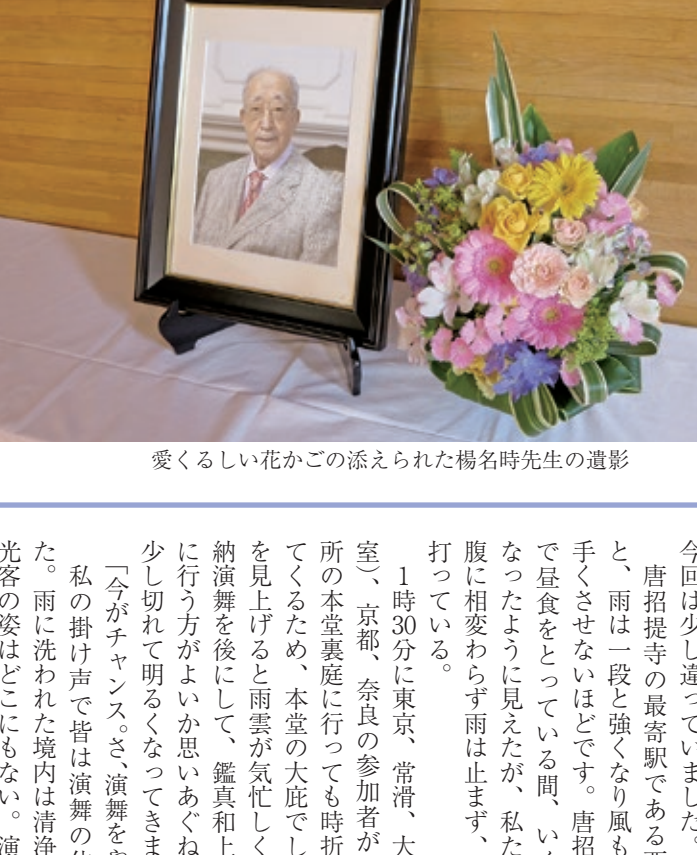 愛くるしい花かごの添えられた楊名時先生の遺影
今回は少し違っていました。
唐招提寺の最寄駅である西
と、雨は一段と強くなり風も
手くさせないほどです。唐招
で昼食をとっている間、い
なったように見えたが、私た
腹に相変わらず雨は止まず、
打っている。
1時30分に東京、常滑、大
室）、京都、奈良の参加者が
所の本堂裏庭に行っても時折
てくるため、本堂の大庇でし
を見上げると雨雲が気忙しく
納演舞を後にして、鑑真和上
に行う方がよいか思いあぐね
少し切れて明るくなってきま
「今がチャンス。さ、演舞を
私の掛け声で皆は演舞の
た。雨に洗われた境内は清浄
光客の姿はどこにもない。演